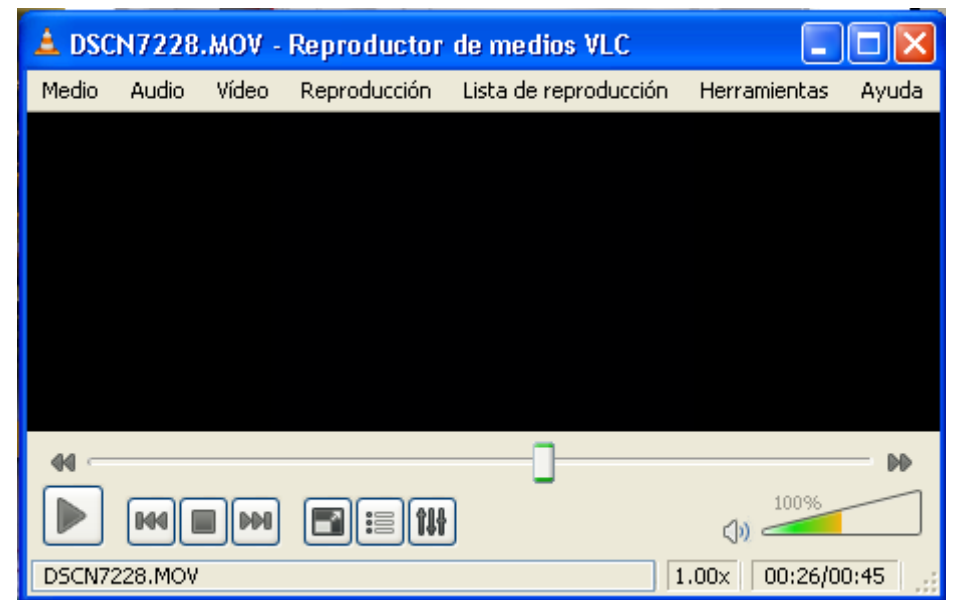 DSCN7228.MOV - Reproductor de medios VLC
Medio Audio Vídeo Reproducción Lista de reproducción Herramientas Ayuda
100%
DSCN7228.MOV 1.00x 00:26/00:45